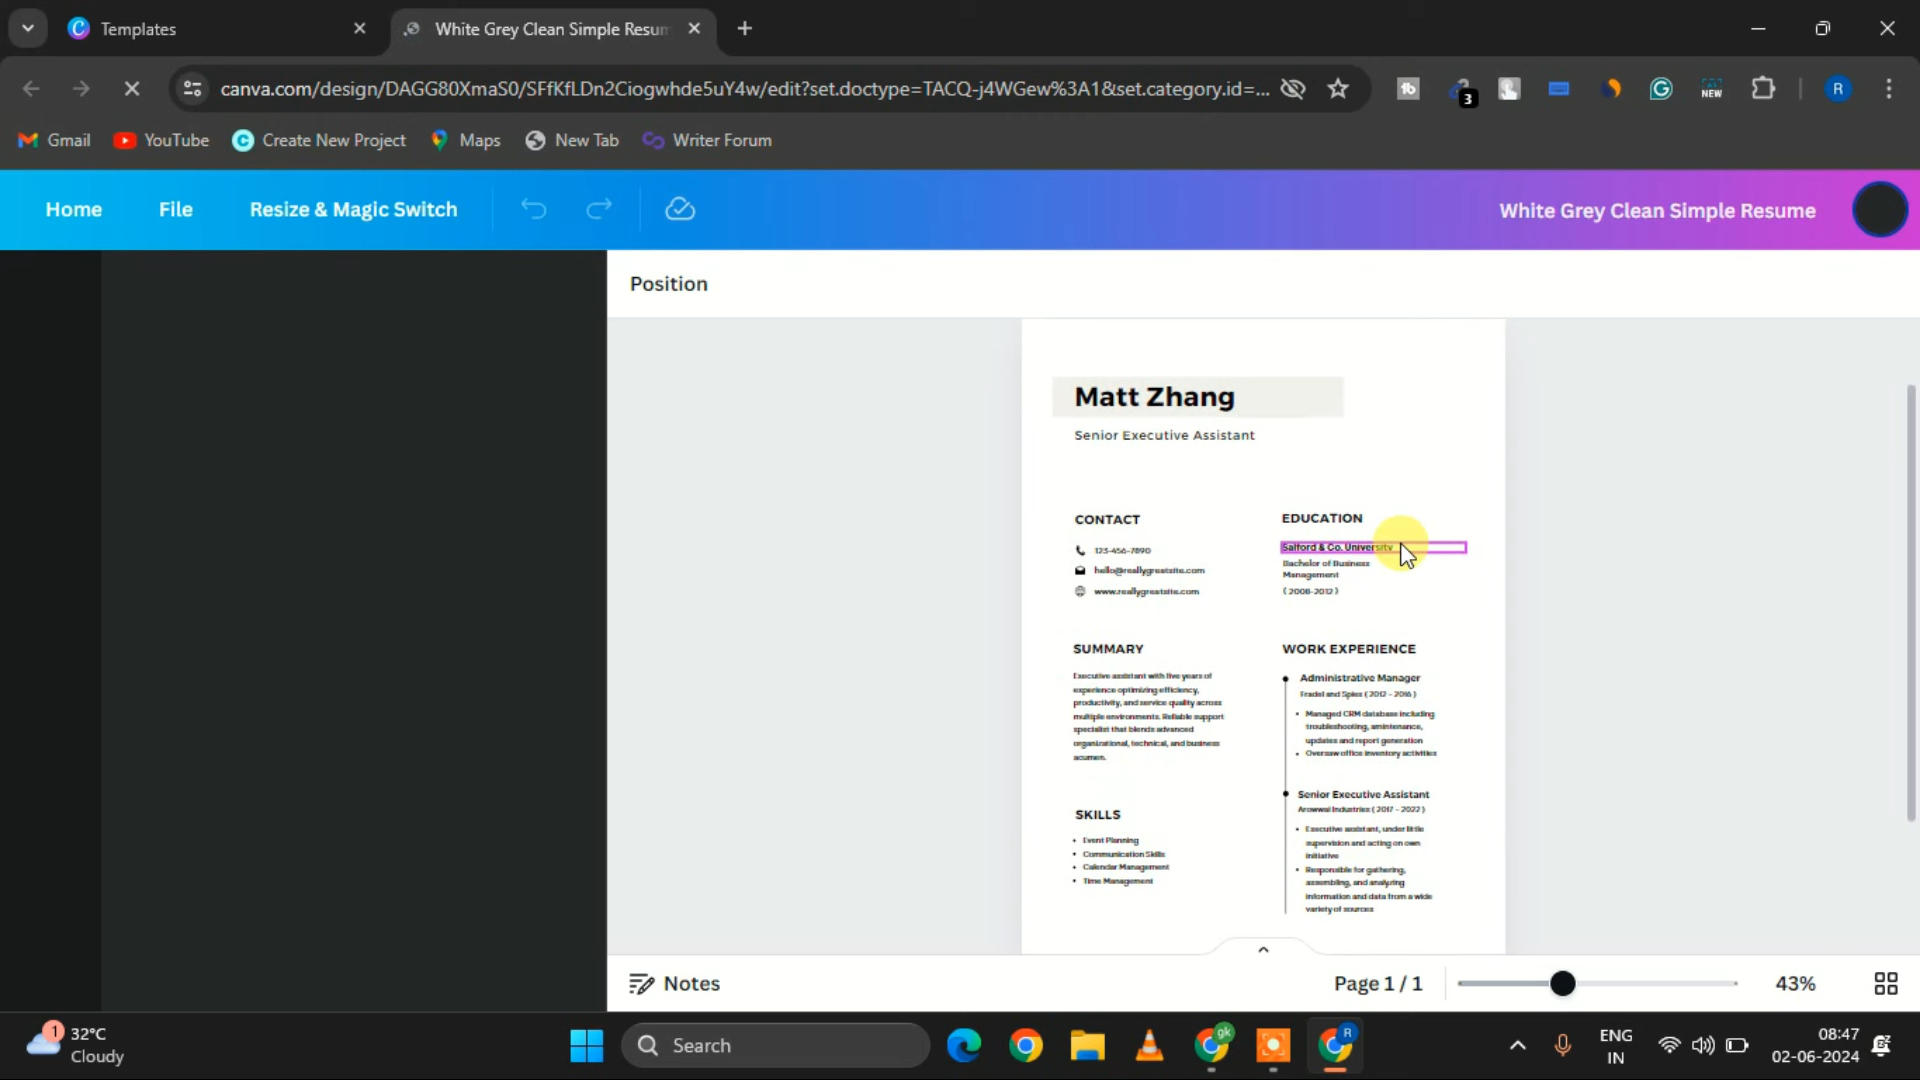 Templates
White Grey Clean Simple Resum
canva.com/design/DAGG80XmaS0/SFfKfLDn2Ciogwhde5uY4w/edit?set.doctype=TACQ-j4WGew%3A1&set.category.id=...
3
NEW
R
Gmail
YouTube
Create New Project
Maps
New Tab
Writer Forum
Home
File
Resize & Magic Switch
White Grey Clean Simple Resume
Position
Matt Zhang
Senior Executive Assistant
CONTACT
123-456-7890
hello@reallygreatsite.com
www.reallygreatsite.com
EDUCATION
Salford & Co. University
Bachelor of Business
Management
( 2008-2012 )
SUMMARY
Executive assistant with five years of
experience optimizing efficiency,
productivity, and service quality across
multiple environments. Reliable support
specialist that blends advanced
organizational, technical, and business
acumen.
SKILLS
• Event Planning
• Communication Skills
• Calendar Management
• Time Management
WORK EXPERIENCE
Administrative Manager
Fradel and Spies ( 2012 - 2016 )
• Managed CRM database including
troubleshooting, amintenance,
updates and report generation
• Oversaw office inventory activities
Senior Executive Assistant
Arowwai Industries ( 2017 - 2022 )
• Executive assistant, under little
supervision and acting on own
initiative
• Responsible for gathering,
assembling, and analyzing
information and data from a wide
variety of sources
Notes
Page 1 / 1
43%
1
32°C
Cloudy
Search
gk
R
ENG
IN
08:47
02-06-2024